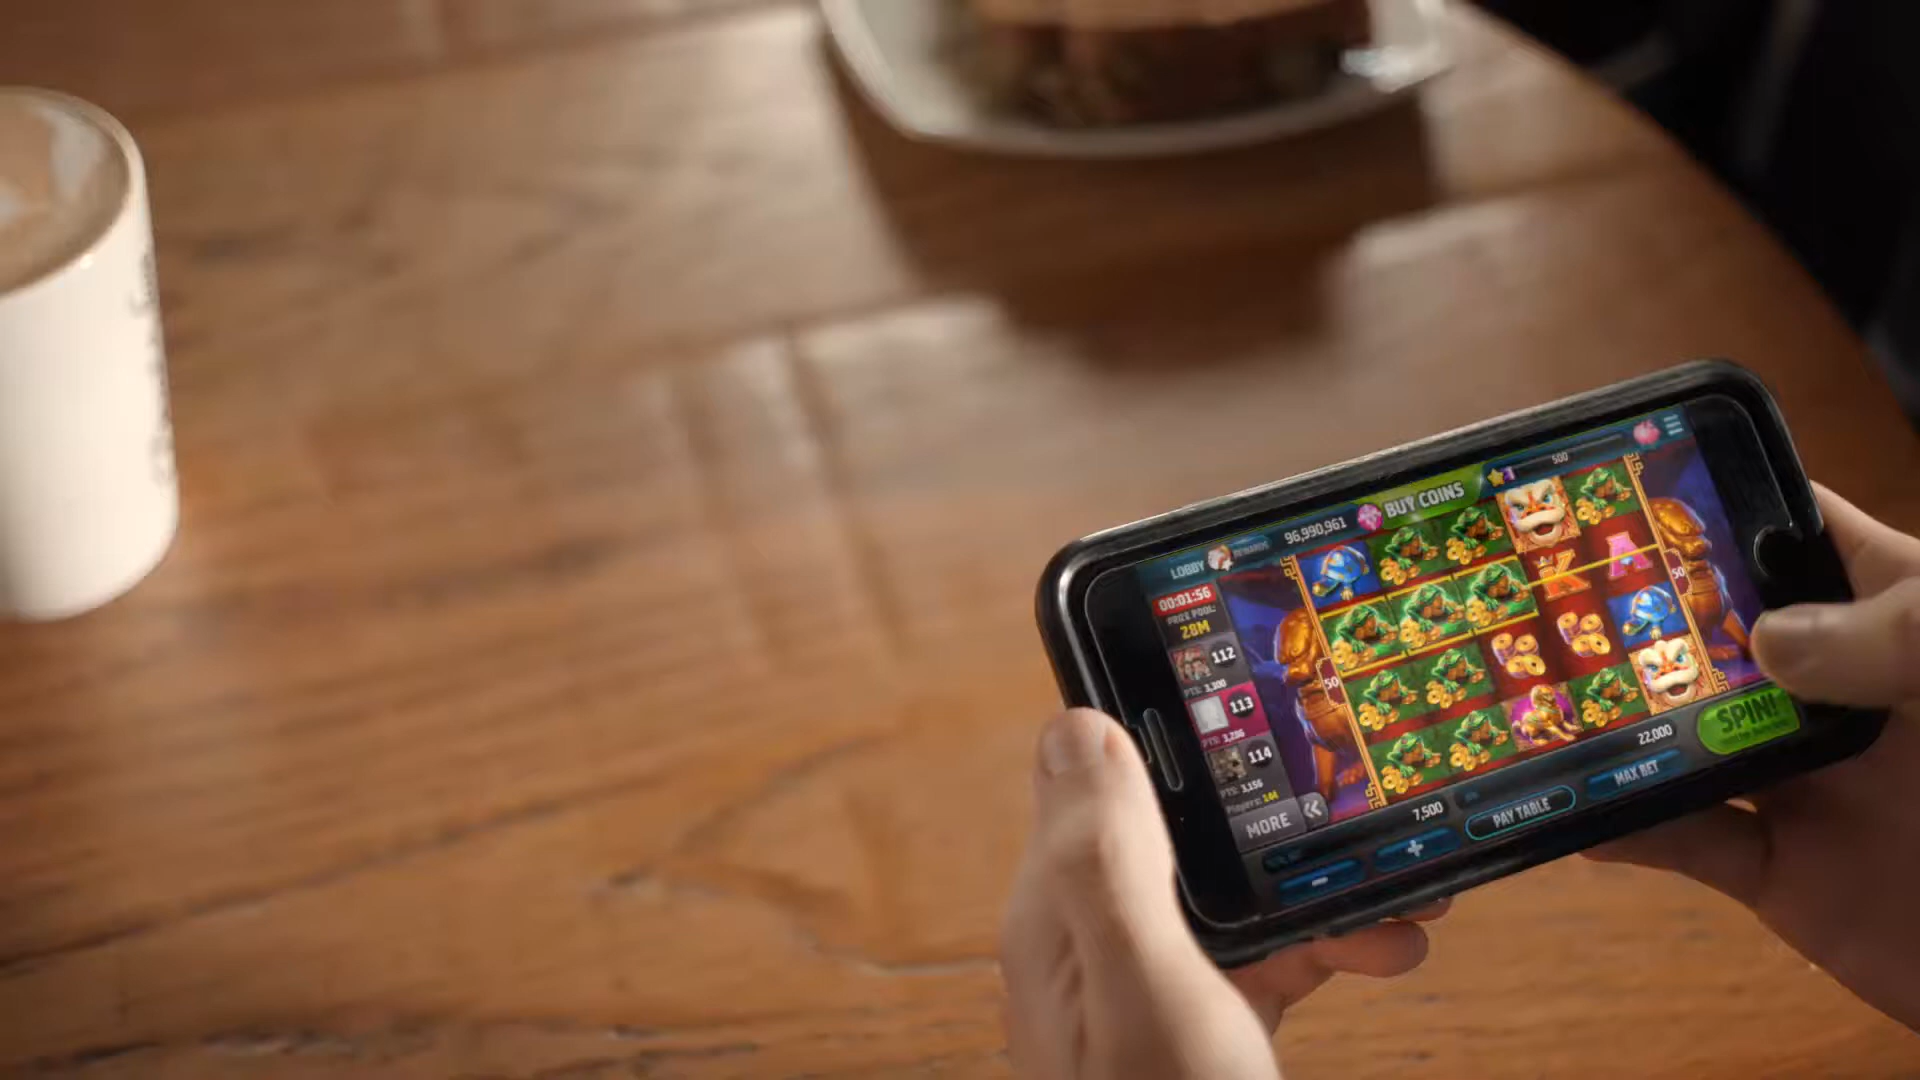 LOBBY
REWARDS
96,990,961
BUY COINS
500
00:01:56
PRIZE POOL:
28M
112
PTS: 3,300
113
PTS: 3,286
114
PTS: 3,155
Players: 144
MORE
50
50
K
A
7,500
22,000
PAY TABLE
MAX BET
SPIN!